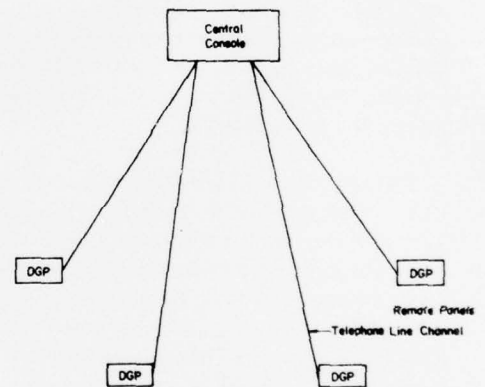 Central
Console
DGP
DGP
Remote Panels
Telephone Line Channel
DGP
DGP